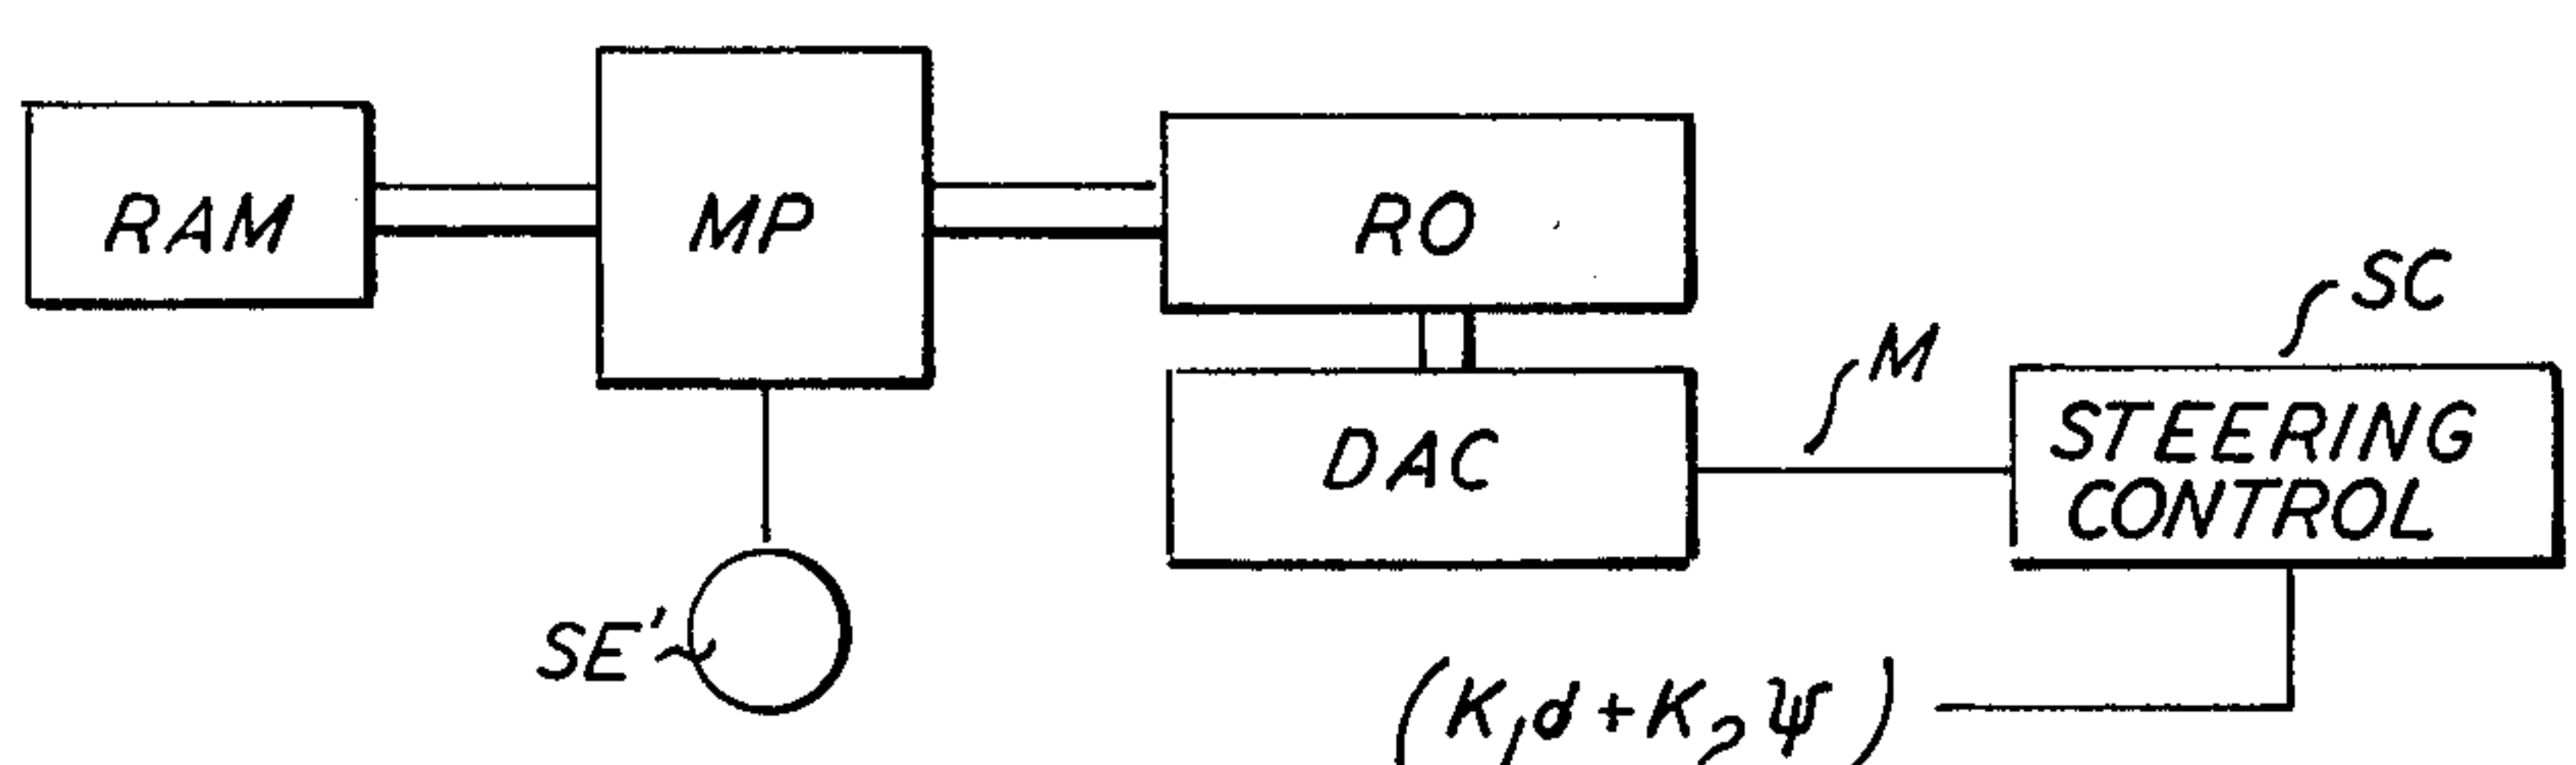 RAM
MP
RO
SC
M
DAC
STEERING
CONTROL
SE'
(K₁d + K₂ψ)